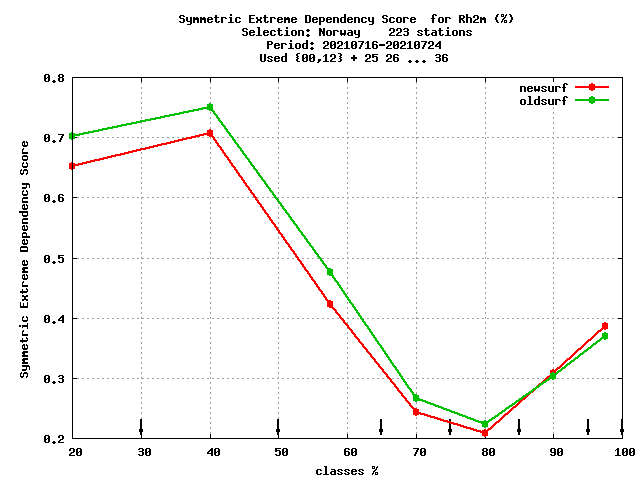 Symmetric Extreme Dependency Score  for Rh2m (%)
Selection: Norway    223 stations
Period: 20210716-20210724
Used {00,12} + 25 26 ... 36
newsurf
oldsurf
Symmetric Extreme Dependency Score
0.8
0.7
0.6
0.5
0.4
0.3
0.2
20 30 40 50 60 70 80 90 100
classes %